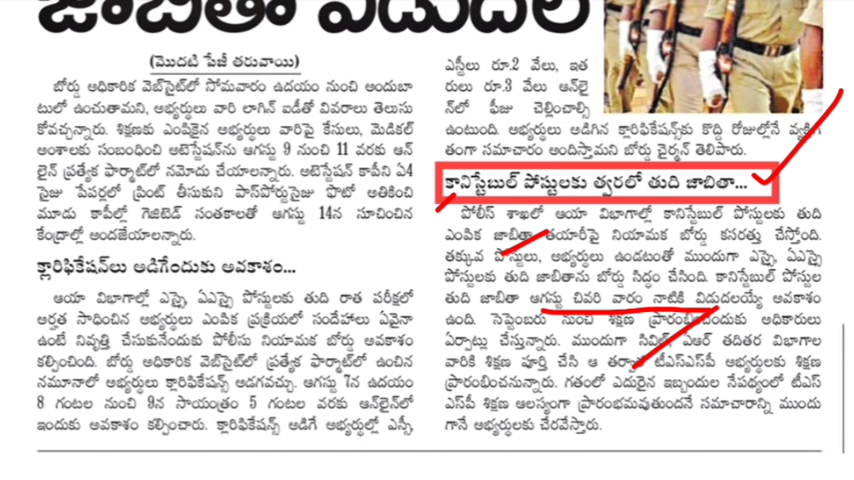 జాబితా విడుదల
(మొదటి పేజీ తరువాయి)
బోర్డు అధికారిక వెబ్‌సైట్‌లో సోమవారం ఉదయం నుంచి అందుబా
టులో ఉంచుతామని, అభ్యర్థులు వారి లాగిన్ ఐడీతో వివరాలు తెలుసు
కోవచ్చన్నారు. శిక్షణకు ఎంపికైన అభ్యర్థులు వారిపై కేసులు, మెడికల్
అంశాలకు సంబంధించి అటెస్టేషన్‌ను ఆగస్టు 9 నుంచి 11 వరకు ఆన్
లైన్ ప్రత్యేక ఫార్మాట్‌లో నమోదు చేయాలన్నారు. అటెస్టేషన్ కాపీని ఏ4
సైజు పేపర్లలో ప్రింట్ తీసుకుని పాస్‌పోర్టుసైజు ఫొటో అతికించి
మూడు కాపీల్లో గెజిటెడ్ సంతకాలతో ఆగస్టు 14న సూచించిన
కేంద్రాల్లో అందజేయాలన్నారు.
క్లారిఫికేషన్‌లు అడిగేందుకు అవకాశం...
ఆయా విభాగాల్లో ఎస్సై, ఏఎస్సై పోస్టులకు తుది రాత పరీక్షలో
అర్హత సాధించిన అభ్యర్థులు ఎంపిక ప్రక్రియలో సందేహాలు ఏవైనా
ఉంటే నివృత్తి చేసుకునేందుకు పోలీసు నియామక బోర్డు అవకాశం
కల్పించింది. బోర్డు అధికారిక వెబ్‌సైట్‌లో ప్రత్యేక ఫార్మాట్‌లో ఉంచిన
నమూనాలో అభ్యర్థులు క్లారిఫికేషన్స్ అడగవచ్చు. ఆగస్టు 7న ఉదయం
8 గంటల నుంచి 9న సాయంత్రం 5 గంటల వరకు ఆన్‌లైన్‌లో
ఇందుకు అవకాశం కల్పించారు. క్లారిఫికేషన్స్ అడిగే అభ్యర్థుల్లో ఎస్సీ,
ఎస్టీలు రూ.2 వేలు, ఇత
రులు రూ.3 వేలు ఆన్‌లై
న్‌లో ఫీజు చెల్లించాల్సి
ఉంటుంది. అభ్యర్థులు అడిగిన క్లారిఫికేషన్స్‌కు కొద్ది రోజుల్లోనే వ్యక్తిగ
తంగా సమాచారం అందిస్తామని బోర్డు చైర్మన్ తెలిపారు.
కానిస్టేబుల్ పోస్టులకు త్వరలో తుది జాబితా...
పోలీస్ శాఖలో ఆయా విభాగాల్లో కానిస్టేబుల్ పోస్టులకు తుది
ఎంపిక జాబితా తయారీపై నియామక బోర్డు కసరత్తు చేస్తోంది.
తక్కువ పోస్టులు, అభ్యర్థులు ఉండటంతో ముందుగా ఎస్సై, ఏఎస్సై
పోస్టులకు తుది జాబితాను బోర్డు సిద్ధం చేసింది. కానిస్టేబుల్ పోస్టుల
తుది జాబితా ఆగస్టు చివరి వారం నాటికి విడుదలయ్యే అవకాశం
ఉంది. సెప్టెంబరు నుంచి శిక్షణ ప్రారంభించేందుకు అధికారులు
ఏర్పాట్లు చేస్తున్నారు. ముందుగా సివిల్, ఏఆర్ తదితర విభాగాల
వారికి శిక్షణ పూర్తి చేసి ఆ తర్వాత టీఎస్‌ఎస్‌పీ అభ్యర్థులకు శిక్షణ
ప్రారంభించనున్నారు. గతంలో ఎదురైన ఇబ్బందుల నేపథ్యంలో టీఎస్
ఎస్‌పీ శిక్షణ ఆలస్యంగా ప్రారంభమవుతుందనే సమాచారాన్ని ముందు
గానే అభ్యర్థులకు చేరవేస్తారు.